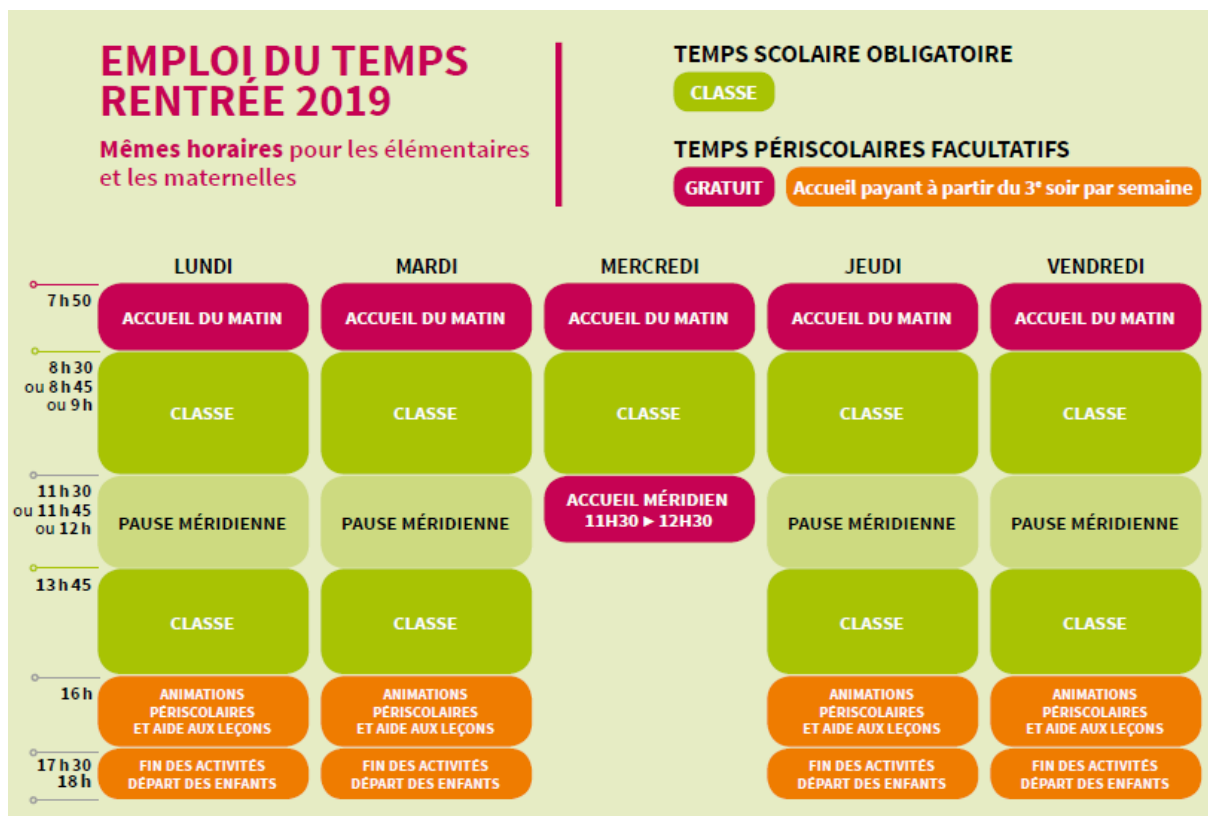 EMPLOI DU TEMPS
RENTRÉE 2019
Mêmes horaires pour les élémentaires
et les maternelles
TEMPS SCOLAIRE OBLIGATOIRE
CLASSE
TEMPS PÉRISCOLAIRES FACULTATIFS
GRATUIT
Accueil payant à partir du 3e soir par semaine
LUNDI MARDI MERCREDI JEUDI VENDREDI
7h50
ACCUEIL DU MATIN ACCUEIL DU MATIN ACCUEIL DU MATIN ACCUEIL DU MATIN ACCUEIL DU MATIN
8h30
ou 8h45
ou 9h
CLASSE CLASSE CLASSE CLASSE CLASSE
11h30
ou 11h45
ou 12h
PAUSE MÉRIDIENNE PAUSE MÉRIDIENNE
ACCUEIL MÉRIDIEN
11H30 ▸ 12H30
PAUSE MÉRIDIENNE PAUSE MÉRIDIENNE
13h45
CLASSE CLASSE CLASSE CLASSE
16h
ANIMATIONS ANIMATIONS ANIMATIONS ANIMATIONS
PÉRISCOLAIRES PÉRISCOLAIRES PÉRISCOLAIRES PÉRISCOLAIRES
ET AIDE AUX LEÇONS ET AIDE AUX LEÇONS ET AIDE AUX LEÇONS ET AIDE AUX LEÇONS
17h30
18h
FIN DES ACTIVITÉS FIN DES ACTIVITÉS FIN DES ACTIVITÉS FIN DES ACTIVITÉS
DÉPART DES ENFANTS DÉPART DES ENFANTS DÉPART DES ENFANTS DÉPART DES ENFANTS